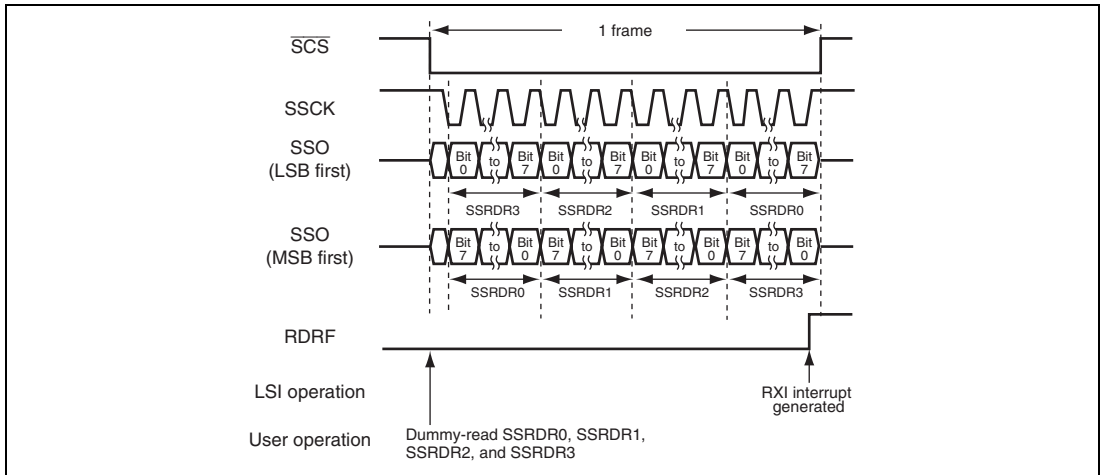 1 frame
SCS
SSCK
SSO
(LSB first)
Bit 0 to Bit 7 Bit 0 to Bit 7 Bit 0 to Bit 7 Bit 0 to Bit 7
SSRDR3 SSRDR2 SSRDR1 SSRDR0
SSO
(MSB first)
Bit 7 to Bit 0 Bit 7 to Bit 0 Bit 7 to Bit 0 Bit 7 to Bit 0
SSRDR0 SSRDR1 SSRDR2 SSRDR3
RDRF
LSI operation
RXI interrupt
generated
User operation
Dummy-read SSRDR0, SSRDR1,
SSRDR2, and SSRDR3